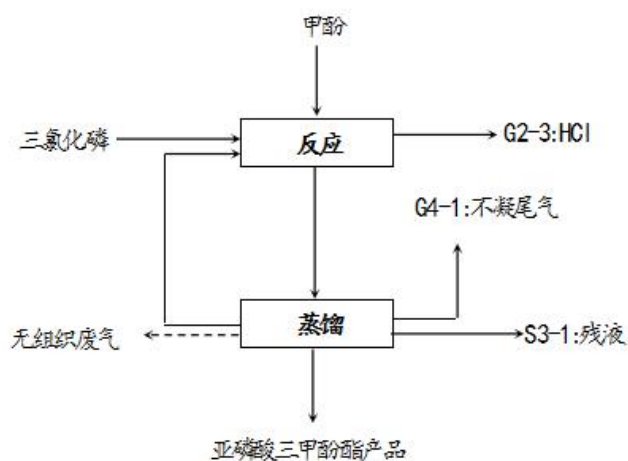 甲酚
三氯化磷
反应
G2-3:HCl
G4-1:不凝尾气
蒸馏
无组织废气
S3-1:残液
亚磷酸三甲酚酯产品